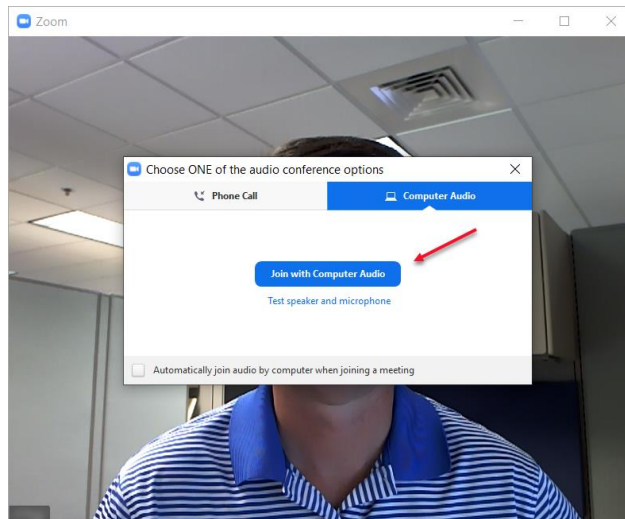 Zoom
Choose ONE of the audio conference options
Phone Call
Computer Audio
Join with Computer Audio
Test speaker and microphone
Automatically join audio by computer when joining a meeting